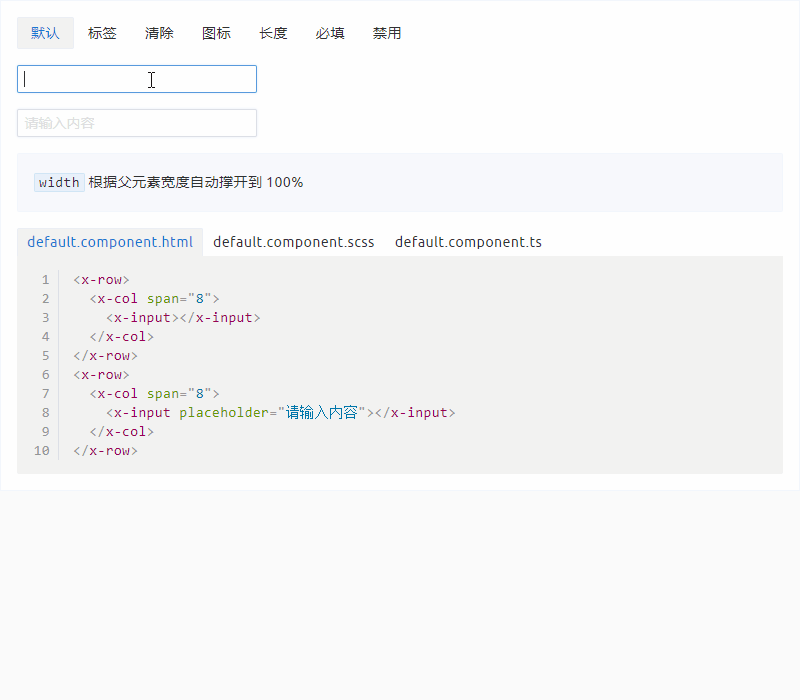 默认 标签 清除 图标 长度 必填 禁用
请输入内容
width 根据父元素宽度自动撑开到 100%
default.component.html default.component.scss default.component.ts
1 <x-row>
2 <x-col span="8">
3 <x-input></x-input>
4 </x-col>
5 </x-row>
6 <x-row>
7 <x-col span="8">
8 <x-input placeholder="请输入内容"></x-input>
9 </x-col>
10 </x-row>